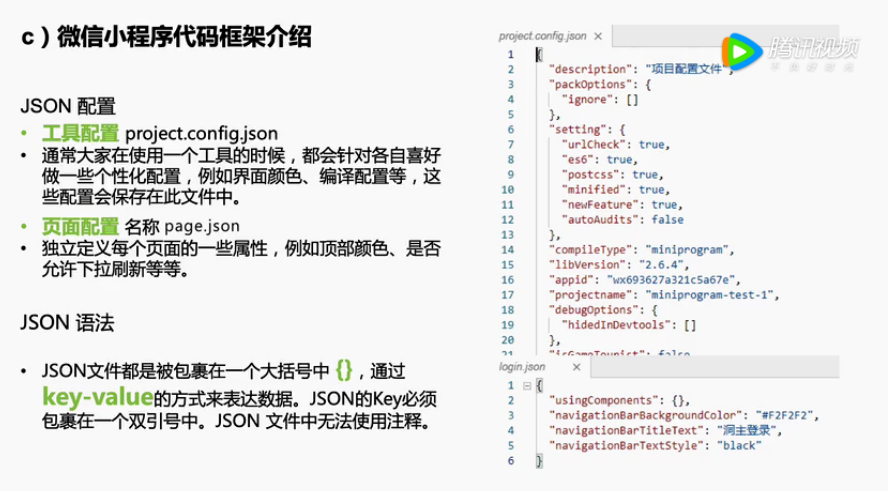 c）微信小程序代码框架介绍
JSON 配置
• 工具配置 project.config.json
• 通常大家在使用一个工具的时候，都会针对各自喜好
做一些个性化配置，例如界面颜色、编译配置等，这
些配置会保存在此文件中。
• 页面配置 名称 page.json
• 独立定义每个页面的一些属性，例如顶部颜色、是否
允许下拉刷新等等。
JSON 语法
• JSON文件都是被包裹在一个大括号中 {}，通过
key-value的方式来表达数据。JSON的Key必须
包裹在一个双引号中。JSON 文件中无法使用注释。
project.config.json ×
腾讯视频
不负好时光
1 {
2 "description": "项目配置文件",
3 "packOptions": {
4 "ignore": []
5 },
6 "setting": {
7 "urlCheck": true,
8 "es6": true,
9 "postcss": true,
10 "minified": true,
11 "newFeature": true,
12 "autoAudits": false
13 },
14 "compileType": "miniprogram",
15 "libVersion": "2.6.4",
16 "appid": "wx693627a321c5a67e",
17 "projectname": "miniprogram-test-1",
18 "debugOptions": {
19 "hidedInDevtools": []
20 },
21 "isGameTourist": false
login.json ×
1 {
2 "usingComponents": {},
3 "navigationBarBackgroundColor": "#F2F2F2",
4 "navigationBarTitleText": "洞主登录",
5 "navigationBarTextStyle": "black"
6 }